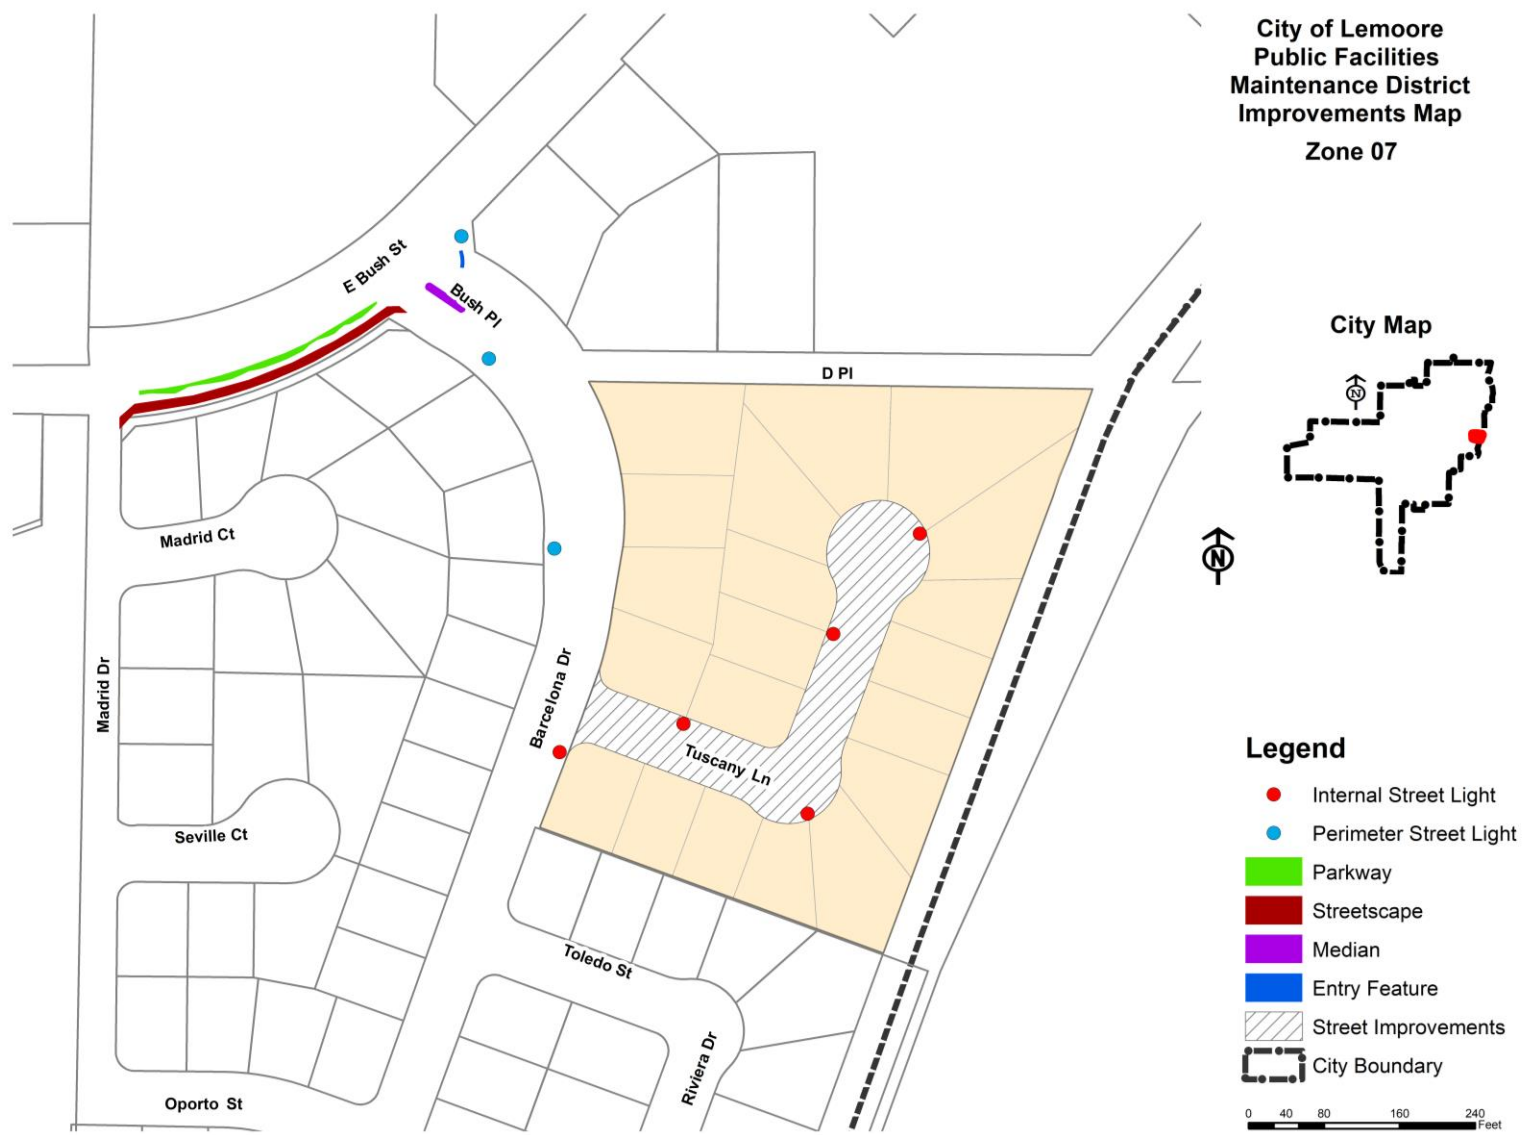 City of Lemoore
Public Facilities
Maintenance District
Improvements Map
Zone 07
E Bush St
Bush Pl
D Pl
City Map
N
N
Madrid Ct
Madrid Dr
Barcelona Dr
Tuscany Ln
Seville Ct
Toledo St
Riviera Dr
Oporto St
Legend
Internal Street Light
Perimeter Street Light
Parkway
Streetscape
Median
Entry Feature
Street Improvements
City Boundary
0 40 80 160 240
Feet